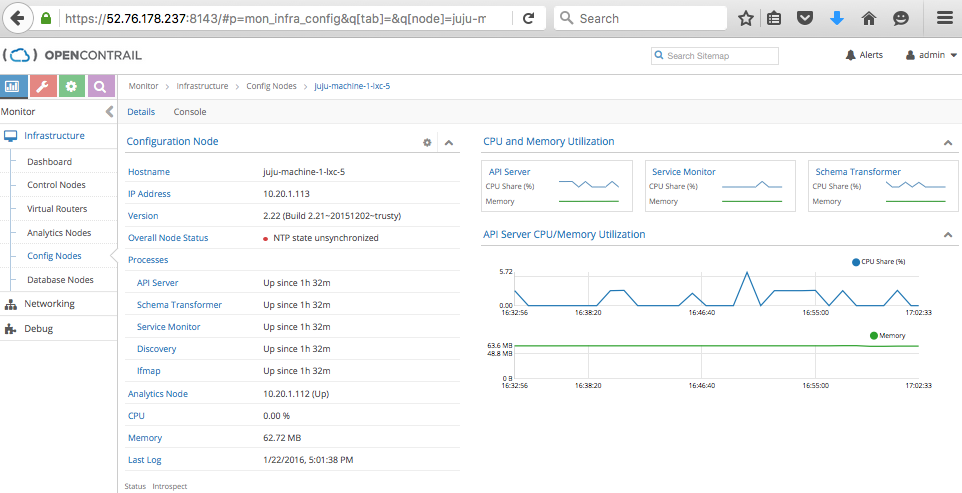 https://52.76.178.237:8143/#p=mon_infra_config&q[tab]=&q[node]=juju-m
Search
OPENCONTRAIL
Search Sitemap
Alerts
admin
Monitor
Infrastructure
Config Nodes
juju-machine-1-lxc-5
Monitor
Details
Console
Infrastructure
Dashboard
Control Nodes
Virtual Routers
Analytics Nodes
Config Nodes
Database Nodes
Networking
Debug
Configuration Node
Hostname juju-machine-1-lxc-5
IP Address 10.20.1.113
Version 2.22 (Build 2.21~20151202~trusty)
Overall Node Status NTP state unsynchronized
Processes
API Server Up since 1h 32m
Schema Transformer Up since 1h 32m
Service Monitor Up since 1h 32m
Discovery Up since 1h 32m
Ifmap Up since 1h 32m
Analytics Node 10.20.1.112 (Up)
CPU 0.00 %
Memory 62.72 MB
Last Log 1/22/2016, 5:01:38 PM
Status Introspect
CPU and Memory Utilization
API Server
CPU Share (%)
Memory
Service Monitor
CPU Share (%)
Memory
Schema Transformer
CPU Share (%)
Memory
API Server CPU/Memory Utilization
CPU Share (%)
5.72
0.00
16:32:56 16:38:20 16:46:40 16:55:00 17:02:33
Memory
63.6 MB
48.8 MB
0 B
16:32:56 16:38:20 16:46:40 16:55:00 17:02:33